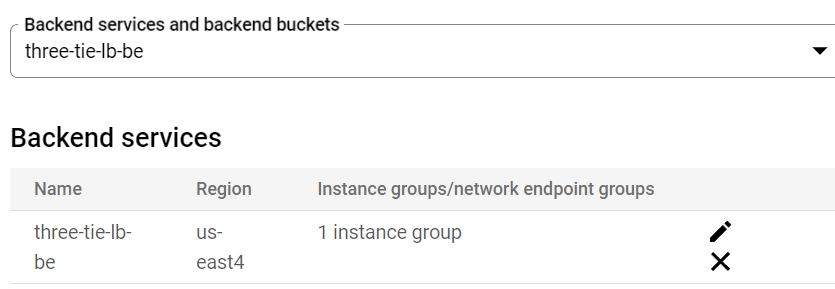 Backend services and backend buckets
three-tie-lb-be
Backend services
Name Region Instance groups/network endpoint groups
three-tie-lb- us- 1 instance group
be east4